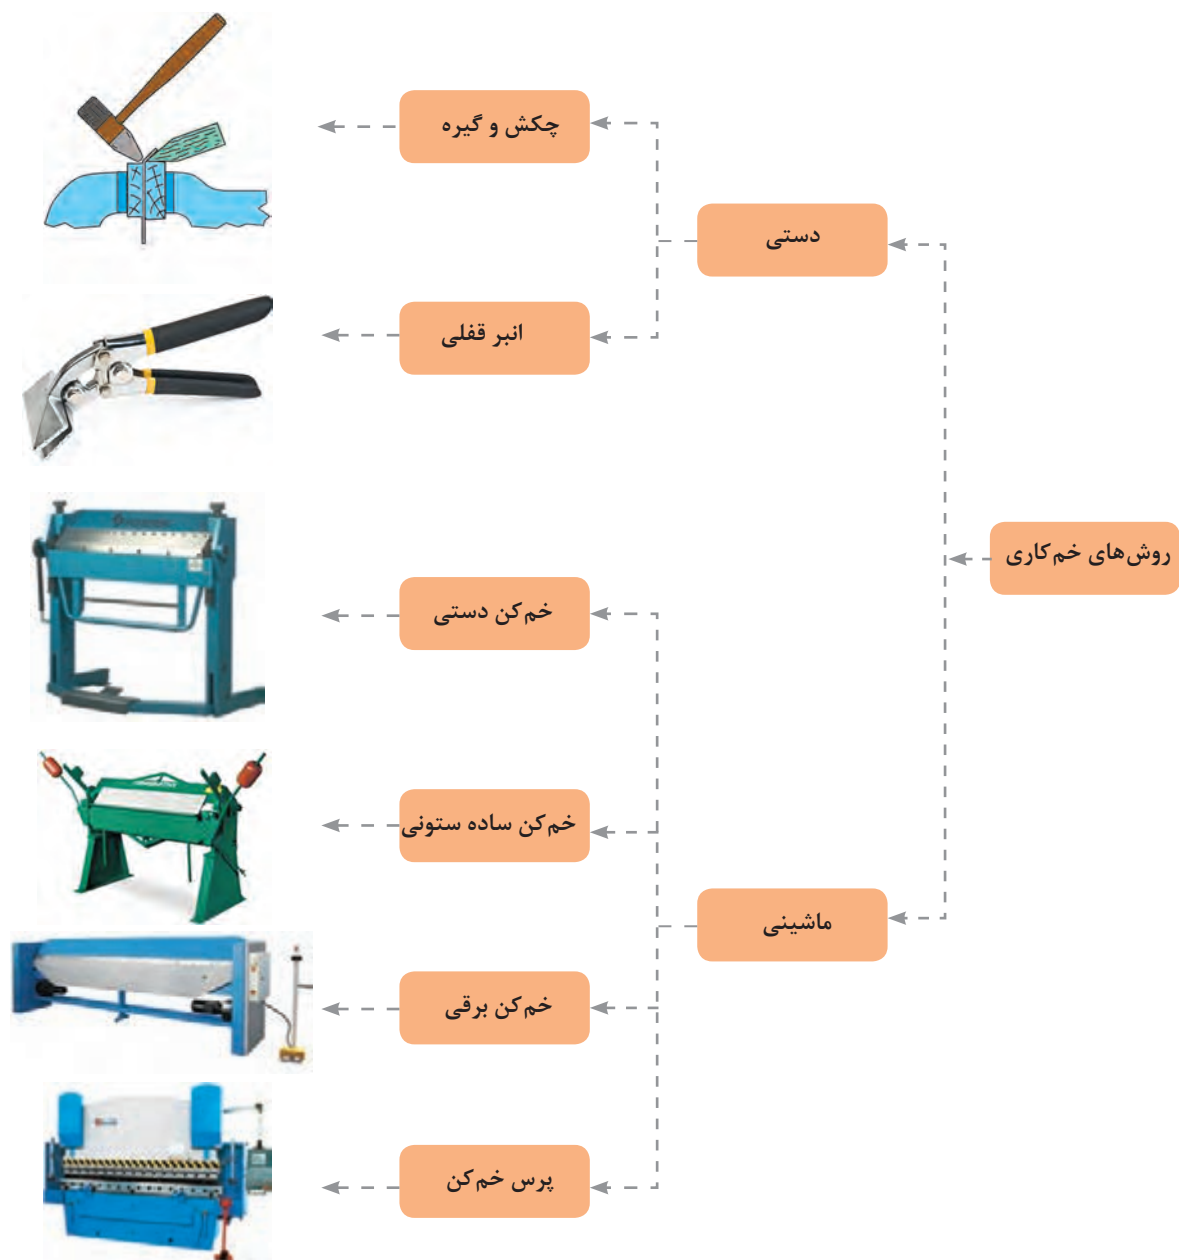 روش‌های خم‌کاری
دستی
چکش و گیره
انبر قفلی
ماشینی
خم‌کن دستی
خم‌کن ساده ستونی
خم‌کن برقی
پرس خم‌کن